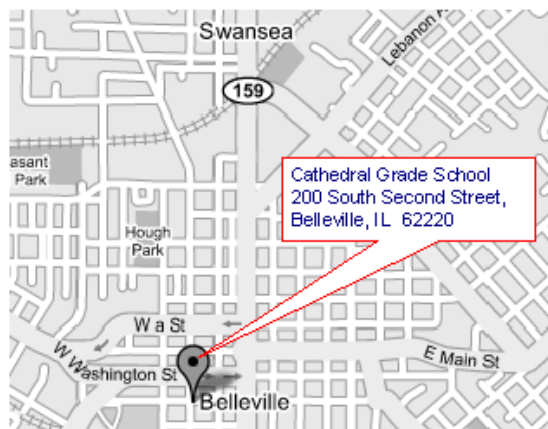 Swansea
Lebanon A
159
asant
Park
Cathedral Grade School
200 South Second Street,
Belleville, IL 62220
Hough
Park
W a St
E Main St
W Washington St
Belleville